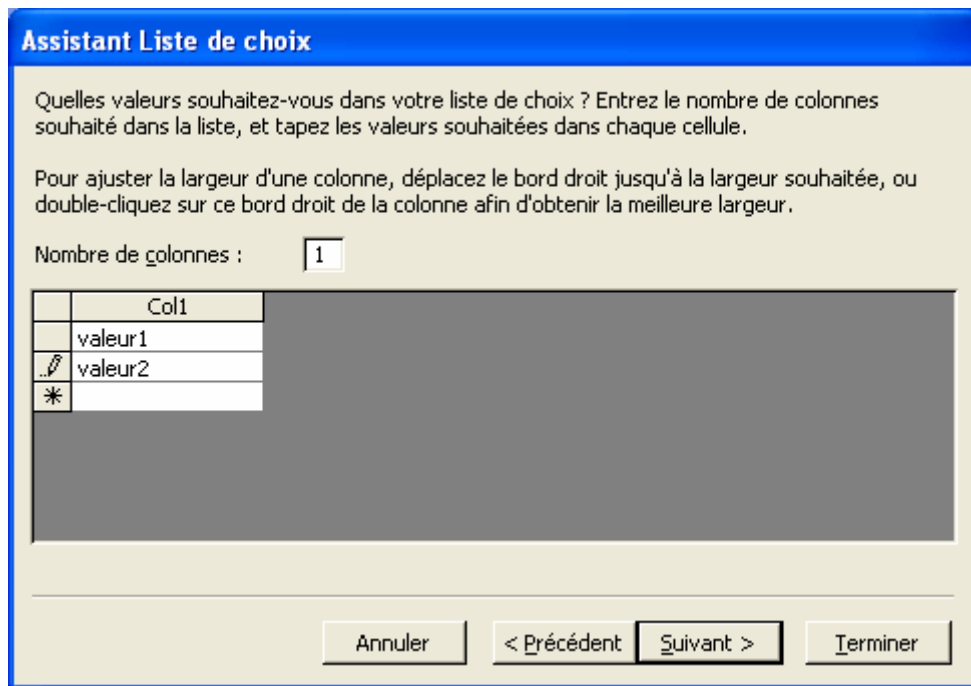 Assistant Liste de choix
Quelles valeurs souhaitez-vous dans votre liste de choix ? Entrez le nombre de colonnes
souhaité dans la liste, et tapez les valeurs souhaitées dans chaque cellule.
Pour ajuster la largeur d'une colonne, déplacez le bord droit jusqu'à la largeur souhaitée, ou
double-cliquez sur ce bord droit de la colonne afin d'obtenir la meilleure largeur.
Nombre de colonnes : 1
Col1
valeur1
valeur2
Annuler < Précédent Suivant > Terminer